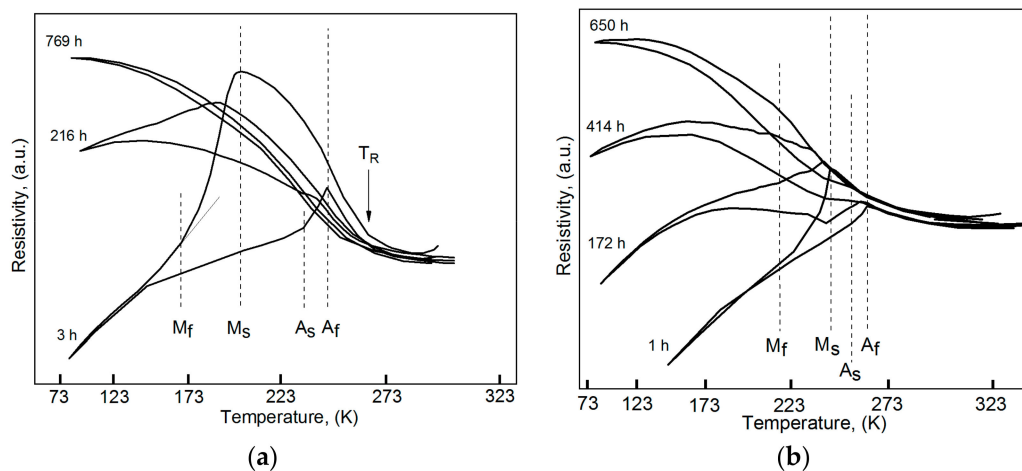 769 h
216 h
T_R
3 h
M_f
M_s
A_s
A_f
Resistivity, (a.u.)
73
123
173
223
273
323
Temperature, (K)
(a)
650 h
414 h
172 h
1 h
M_f
M_s
A_s
A_f
Resistivity, (a.u.)
73
123
173
223
273
323
Temperature, (K)
(b)